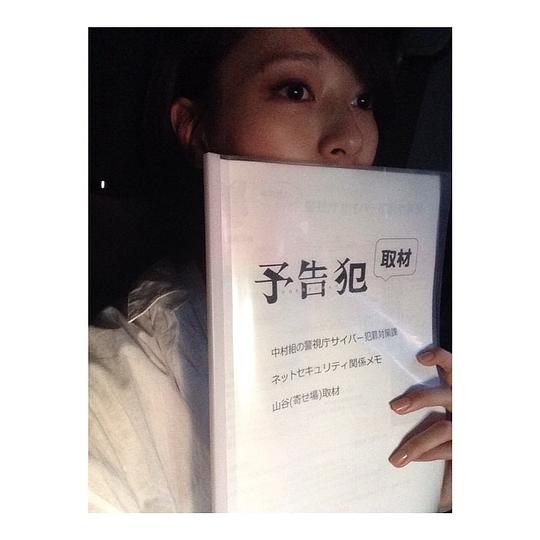 予告犯
取材
中村組の警視庁サイバー犯罪対策課
ネットセキュリティ関係メモ
山谷(寄せ場)取材